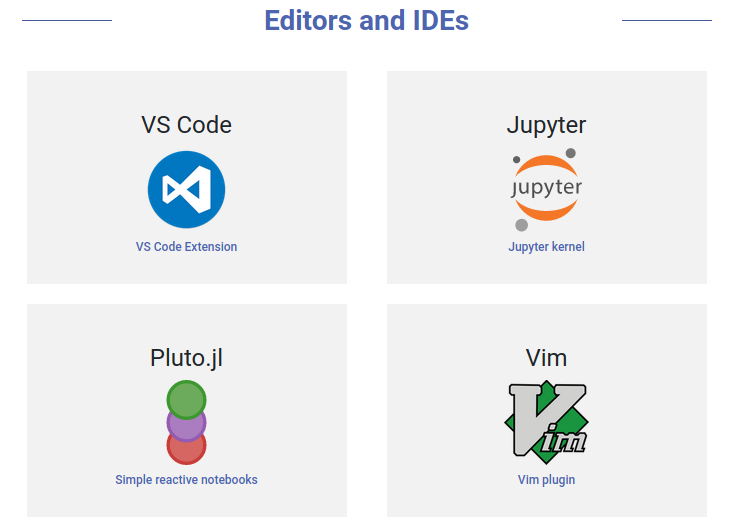 Editors and IDEs
VS Code
VS Code Extension
Jupyter
jupyter
Jupyter kernel
Pluto.jl
Simple reactive notebooks
Vim
Vim
Vim plugin